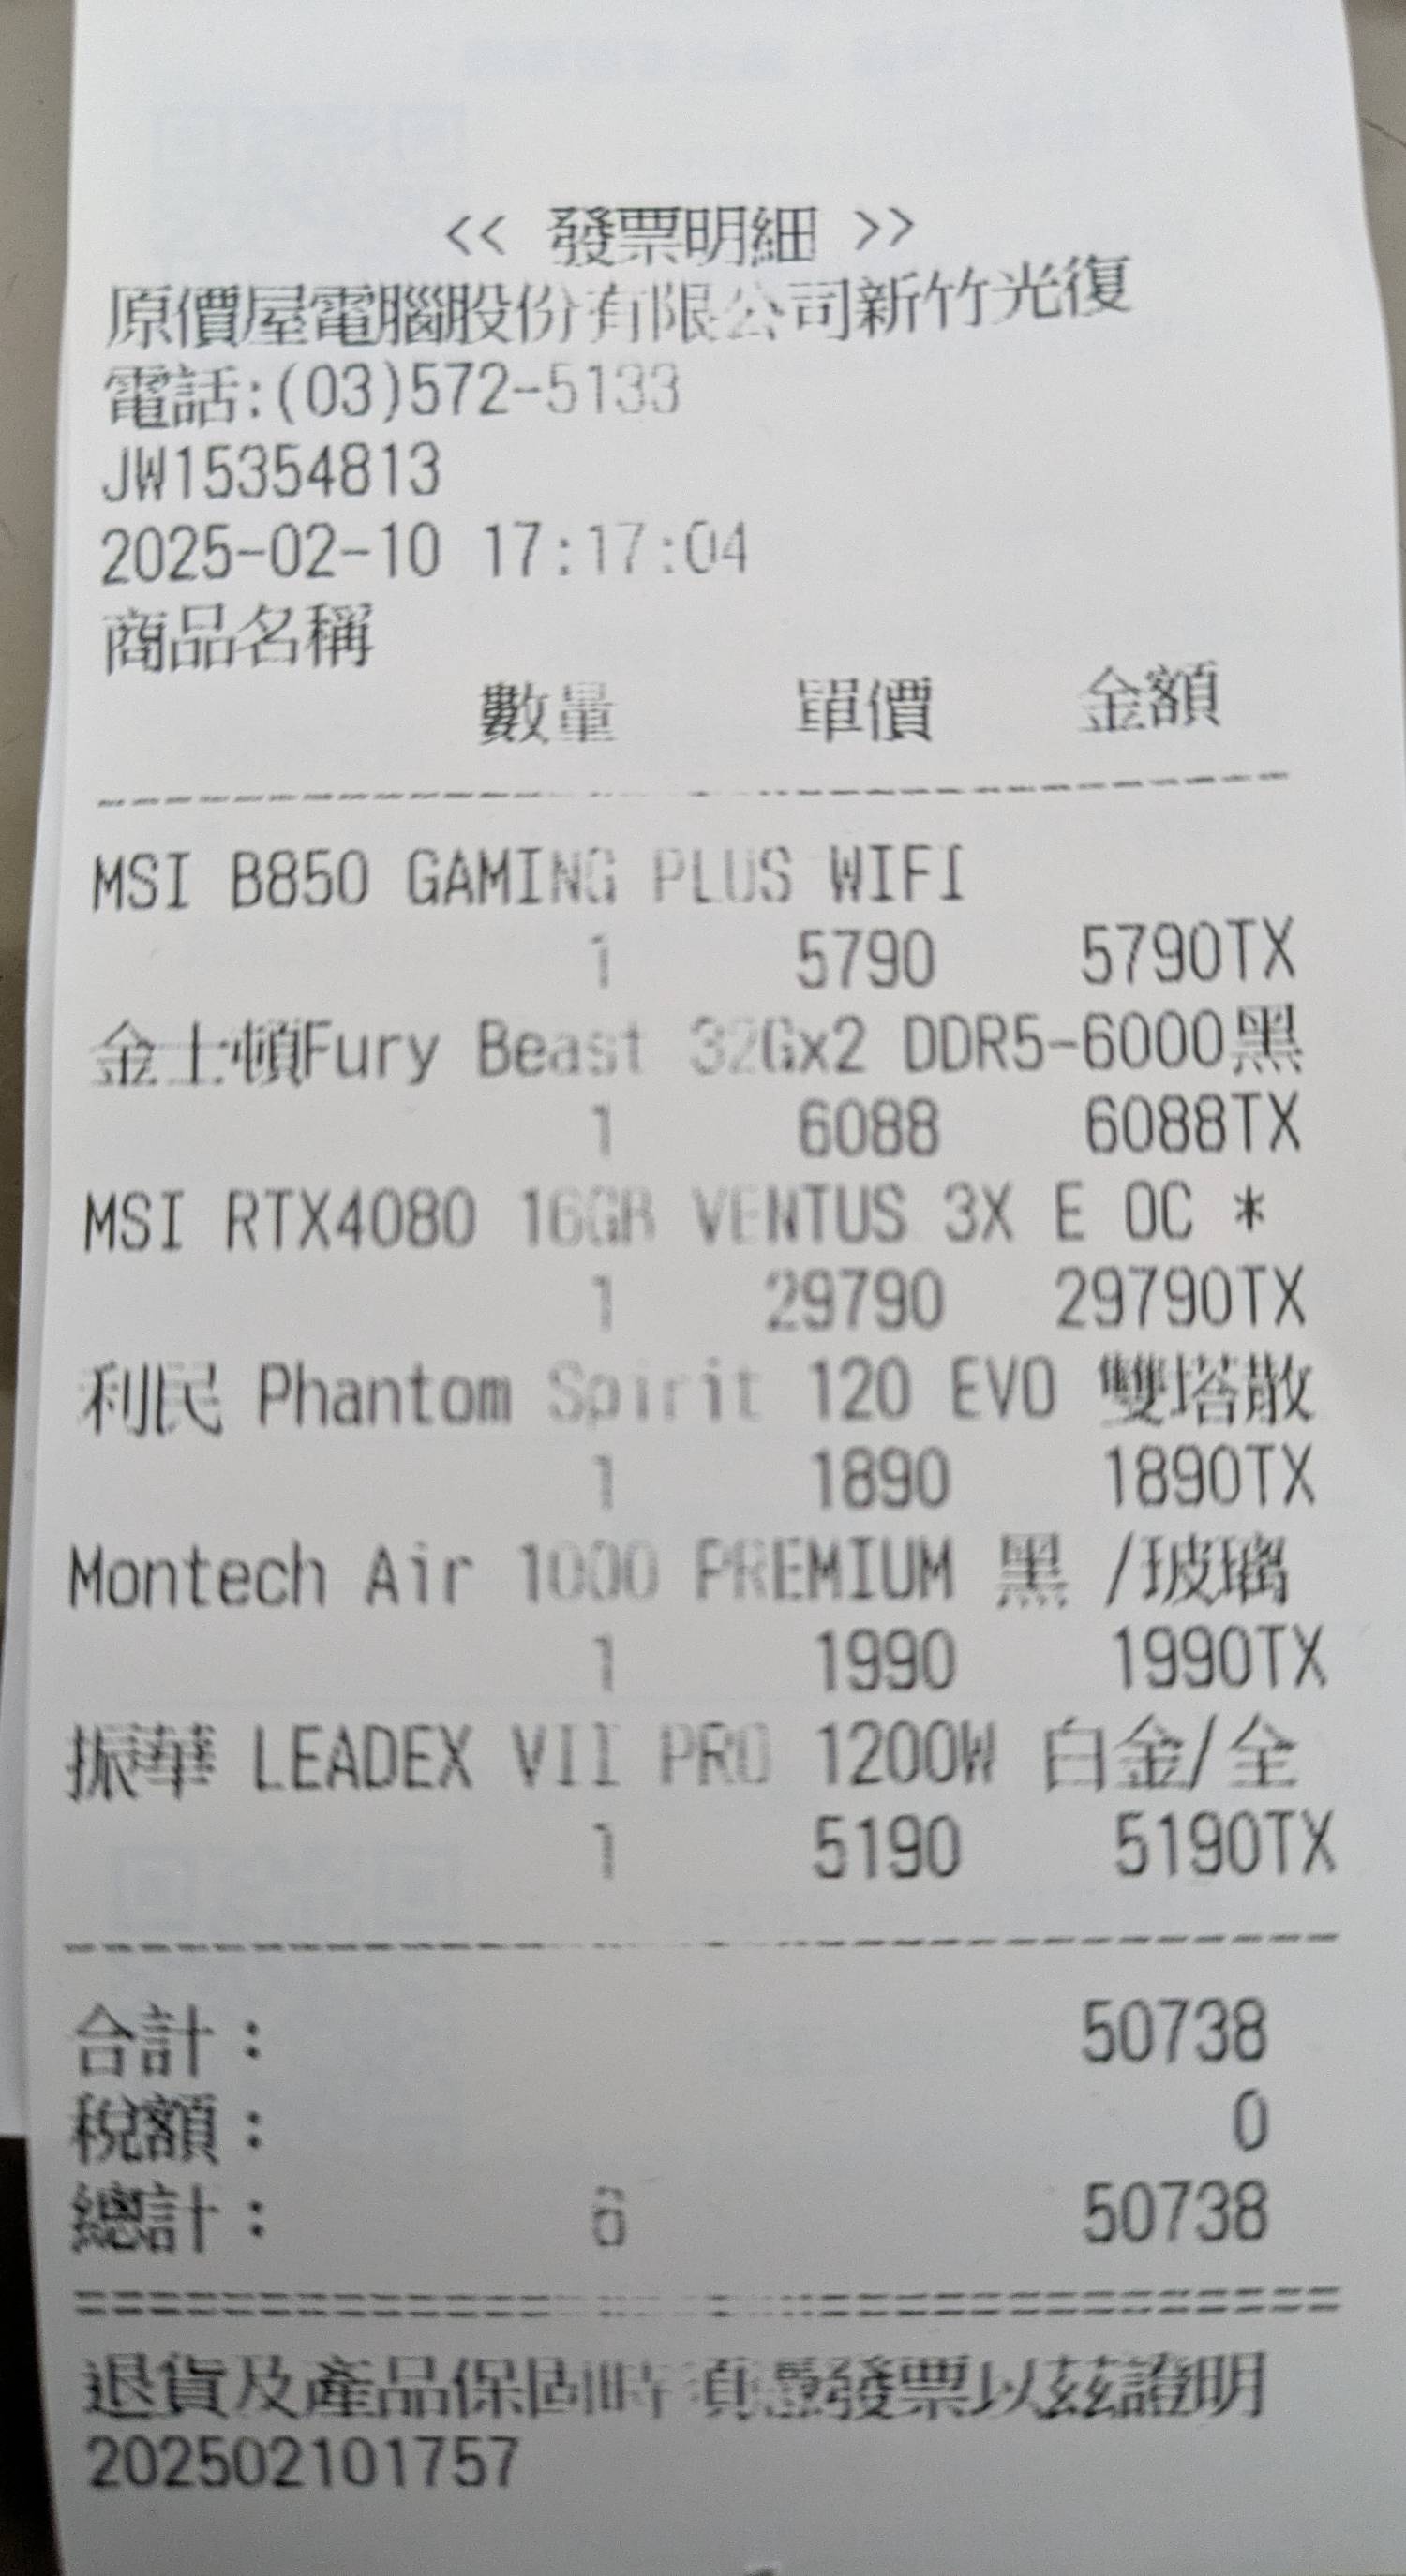 << 發票明細 >>
原價屋電腦股份有限公司新竹光復
電話:(03)572-5133
JW15354813
2025-02-10 17:17:04
商品名稱
數量 單價 金額
MSI B850 GAMING PLUS WIFI
1 5790 5790TX
金士頓Fury Beast 32Gx2 DDR5-6000黑
1 6088 6088TX
MSI RTX4080 16GB VENTUS 3X E OC *
1 29790 29790TX
利民 Phantom Spirit 120 EVO 雙塔散
1 1890 1890TX
Montech Air 1000 PREMIUM 黑 /玻璃
1 1990 1990TX
振華 LEADEX VII PRO 1200W 白金/全
1 5190 5190TX
合計: 50738
稅額: 0
總計: 6 50738
退貨及產品保固時須憑發票以茲證明
202502101757